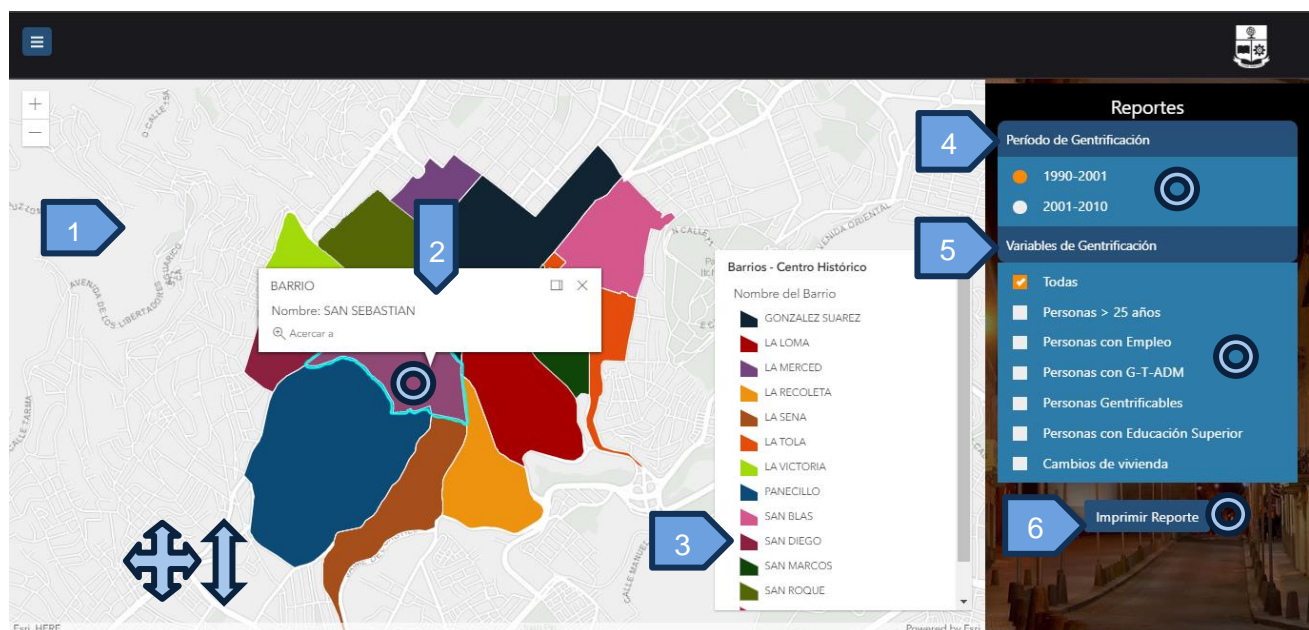 Reportes
4
Período de Gentrificación
1990-2001
2001-2010
5
Variables de Gentrificación
Todas
Personas > 25 años
Personas con Empleo
Personas con G-T-ADM
Personas Gentrificables
Personas con Educación Superior
Cambios de vivienda
6
Imprimir Reporte
+
−
1
2
BARRIO
Nombre: SAN SEBASTIAN
Acercar a
D CALLE
AVENIDA DE LOS LIBERTADORES
CALLE TARMA
N CALLE
AVENIDA ORIENTAL
CALLE MANUEL
Barrios - Centro Histórico
Nombre del Barrio
GONZALEZ SUAREZ
LA LOMA
LA MERCED
LA RECOLETA
LA SENA
LA TOLA
LA VICTORIA
PANECILLO
SAN BLAS
3
SAN DIEGO
SAN MARCOS
SAN ROQUE
Esri, HERE
Powered by Esri